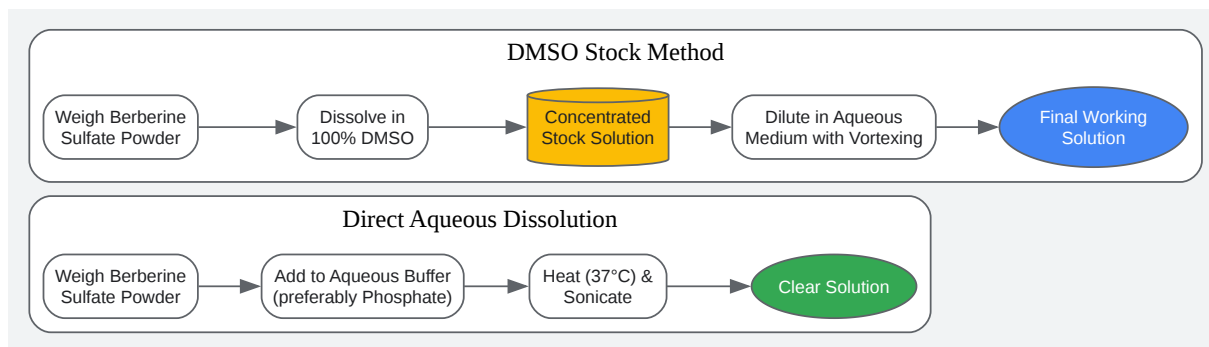 DMSO Stock Method
Weigh Berberine
Sulfate Powder
Dissolve in
100% DMSO
Concentrated
Stock Solution
Dilute in Aqueous
Medium with Vortexing
Final Working
Solution
Direct Aqueous Dissolution
Weigh Berberine
Sulfate Powder
Add to Aqueous Buffer
(preferably Phosphate)
Heat (37°C) &
Sonicate
Clear Solution